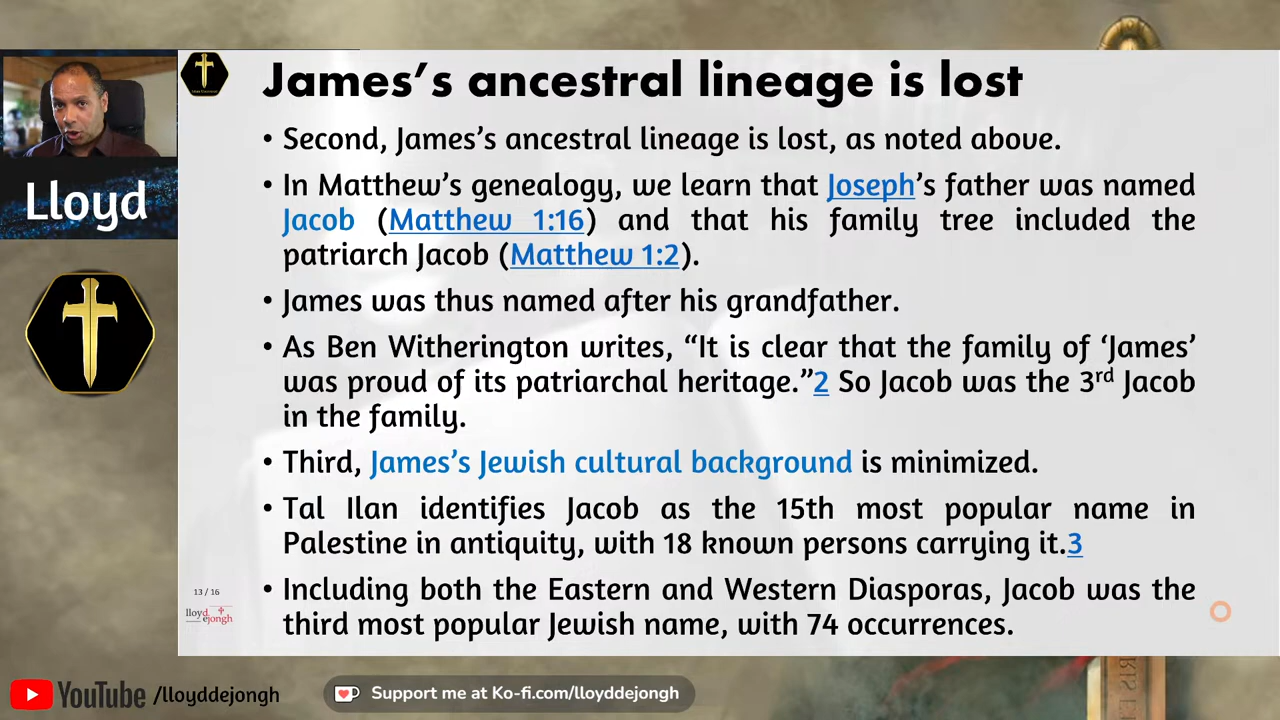 James’s ancestral lineage is lost
• Second, James’s ancestral lineage is lost, as noted above.
• In Matthew’s genealogy, we learn that Joseph’s father was named
Jacob (Matthew 1:16) and that his family tree included the
patriarch Jacob (Matthew 1:2).
• James was thus named after his grandfather.
• As Ben Witherington writes, “It is clear that the family of ‘James’
was proud of its patriarchal heritage.”2 So Jacob was the 3rd Jacob
in the family.
• Third, James’s Jewish cultural background is minimized.
• Tal Ilan identifies Jacob as the 15th most popular name in
Palestine in antiquity, with 18 known persons carrying it.3
• Including both the Eastern and Western Diasporas, Jacob was the
third most popular Jewish name, with 74 occurrences.
Lloyd
13 / 16
lloyd
dejongh
YouTube /lloyddejongh
Support me at Ko-fi.com/lloyddejongh